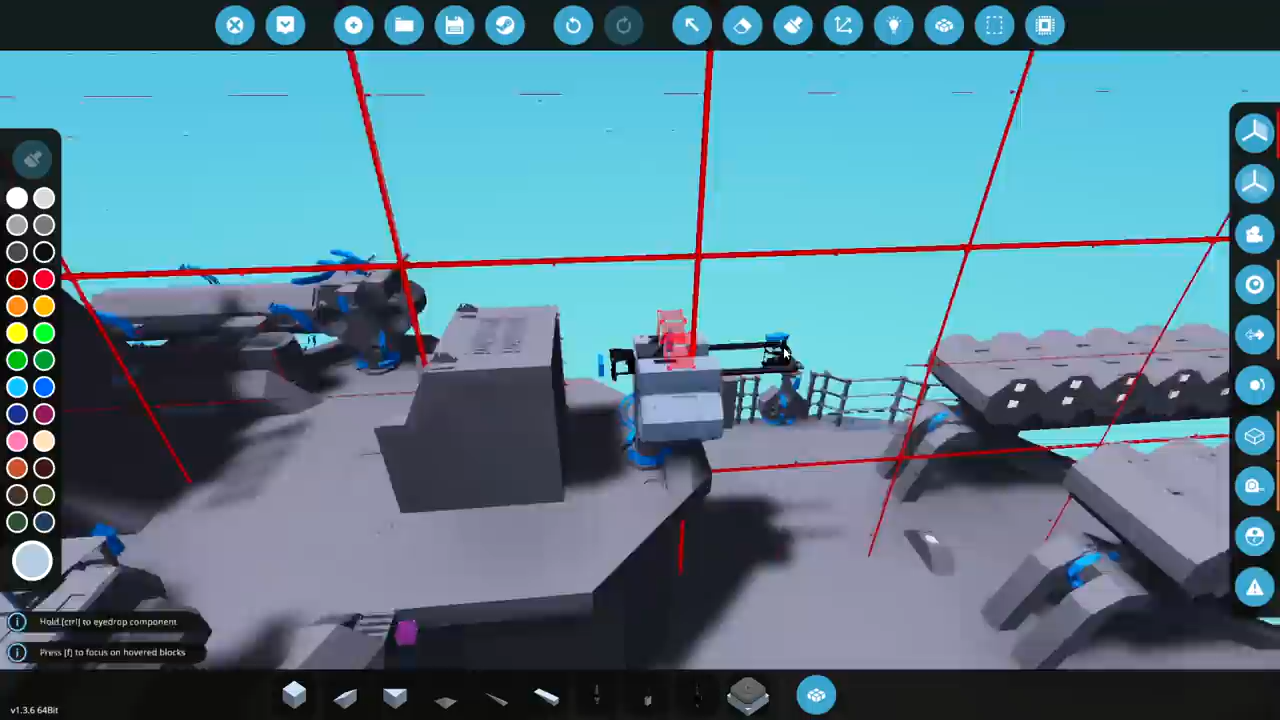 Hold [ctrl] to eyedrop component
Press [f] to focus on hovered blocks
v1.3.6 64Bit